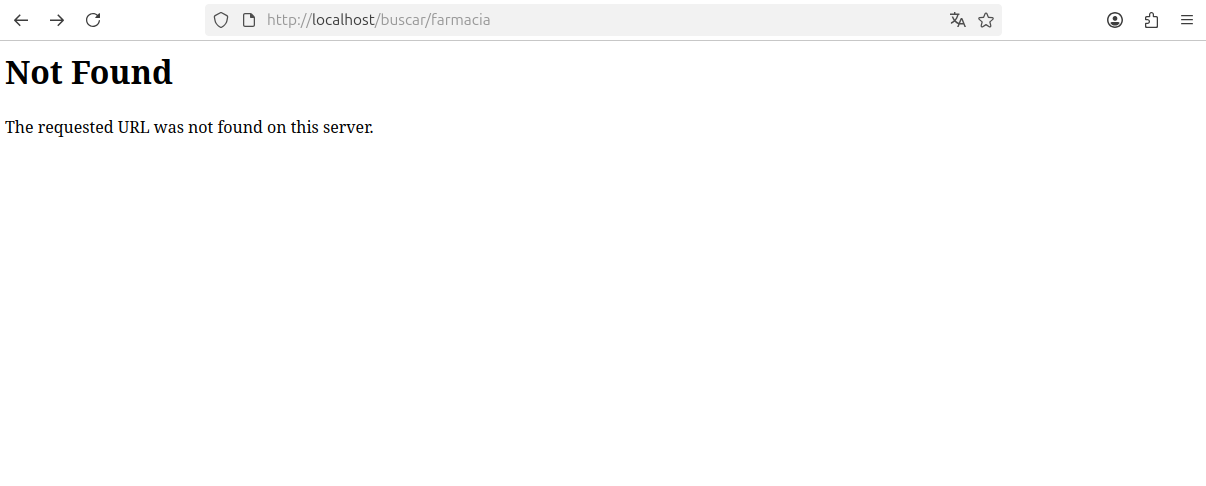 http://localhost/buscar/farmacia
Not Found
The requested URL was not found on this server.